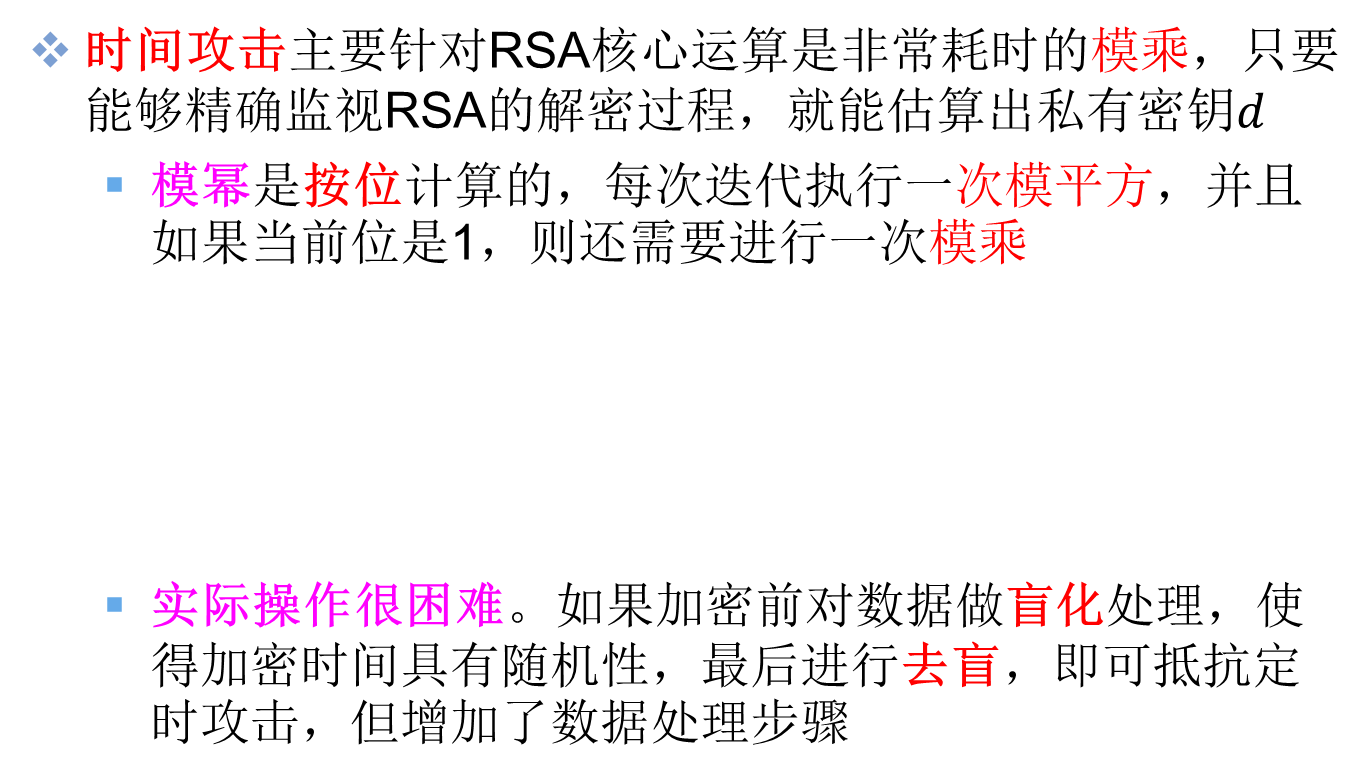 时间攻击主要针对RSA核心运算是非常耗时的模乘，只要
能够精确监视RSA的解密过程，就能估算出私有密钥d
模幂是按位计算的，每次迭代执行一次模平方，并且
如果当前位是1，则还需要进行一次模乘
实际操作很困难。如果加密前对数据做盲化处理，使
得加密时间具有随机性，最后进行去盲，即可抵抗定
时攻击，但增加了数据处理步骤